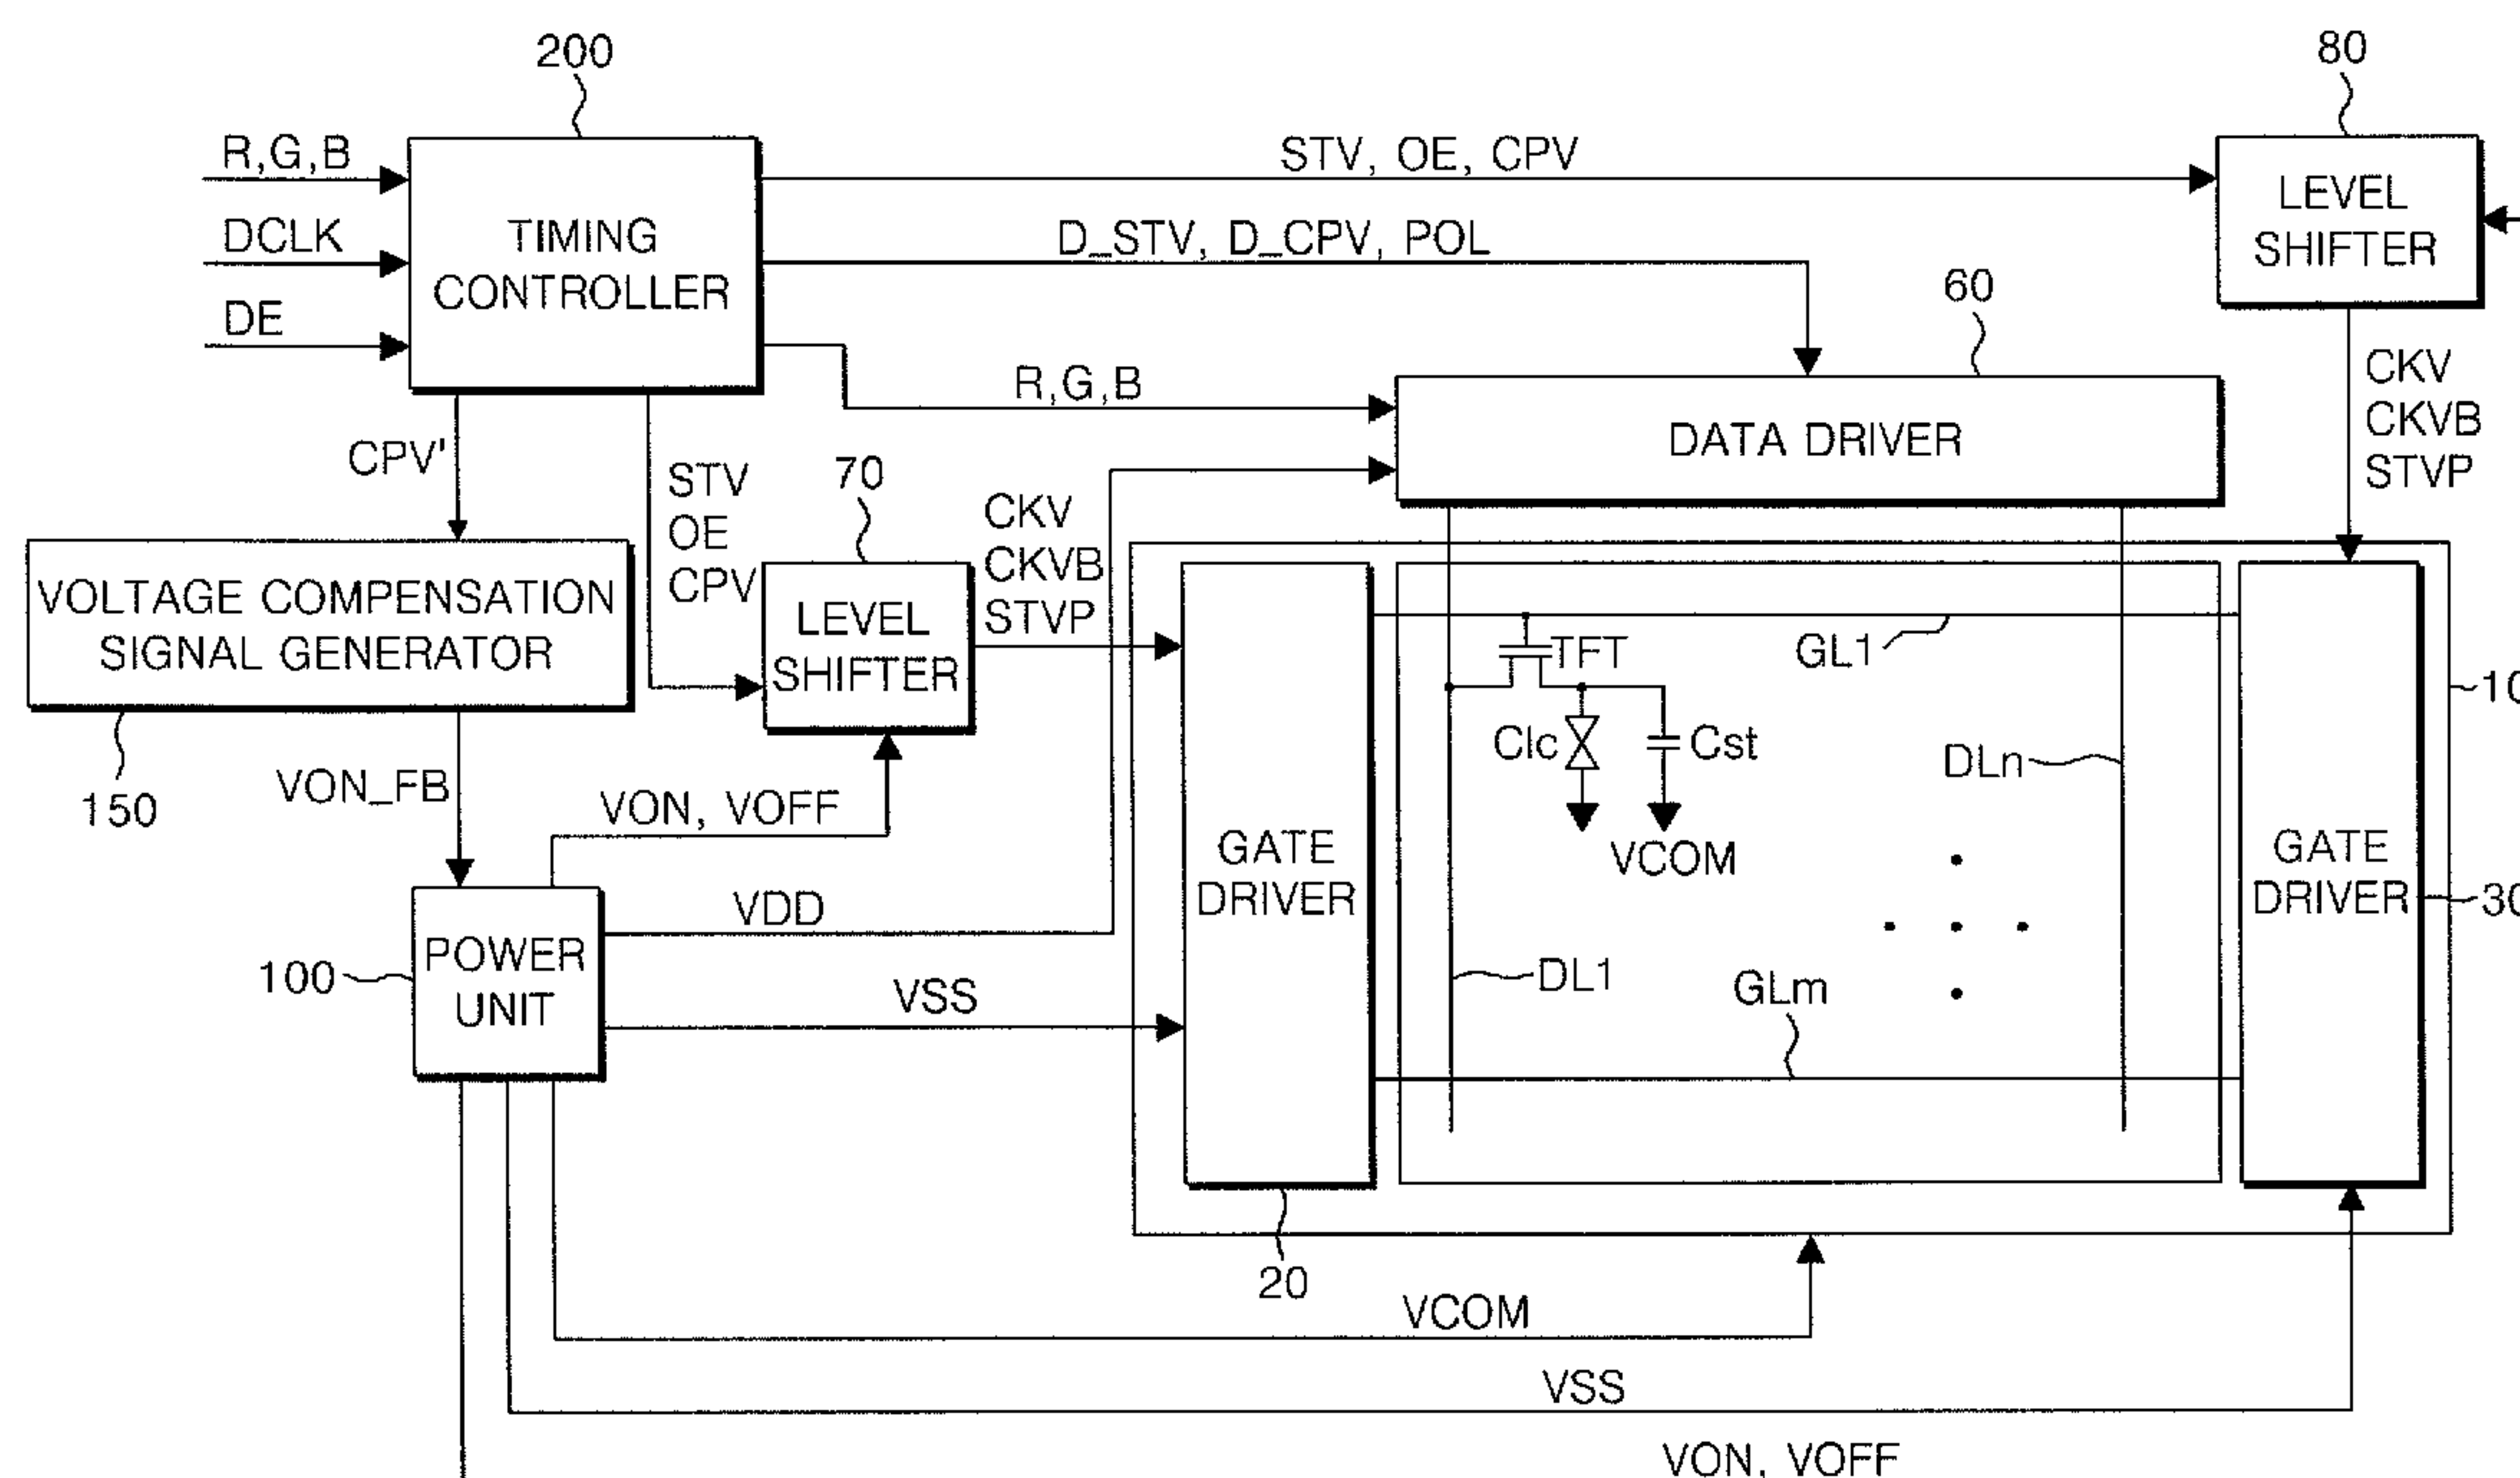 200
80
R,G,B
STV, OE, CPV
DCLK
TIMING
CONTROLLER
D_STV, D_CPV, POL
LEVEL
SHIFTER
DE
60
R,G,B
CKV
CKVB
STVP
DATA DRIVER
CPV'
STV
OE
CPV
70
CKV
CKVB
STVP
VOLTAGE COMPENSATION
SIGNAL GENERATOR
LEVEL
SHIFTER
TFT
GL1
10
Clc
Cst
DLn
VON_FB
150
VON, VOFF
VCOM
GATE
DRIVER
GATE
DRIVER
30
VDD
POWER
UNIT
100
VSS
DL1
GLm
20
VCOM
VSS
VON, VOFF